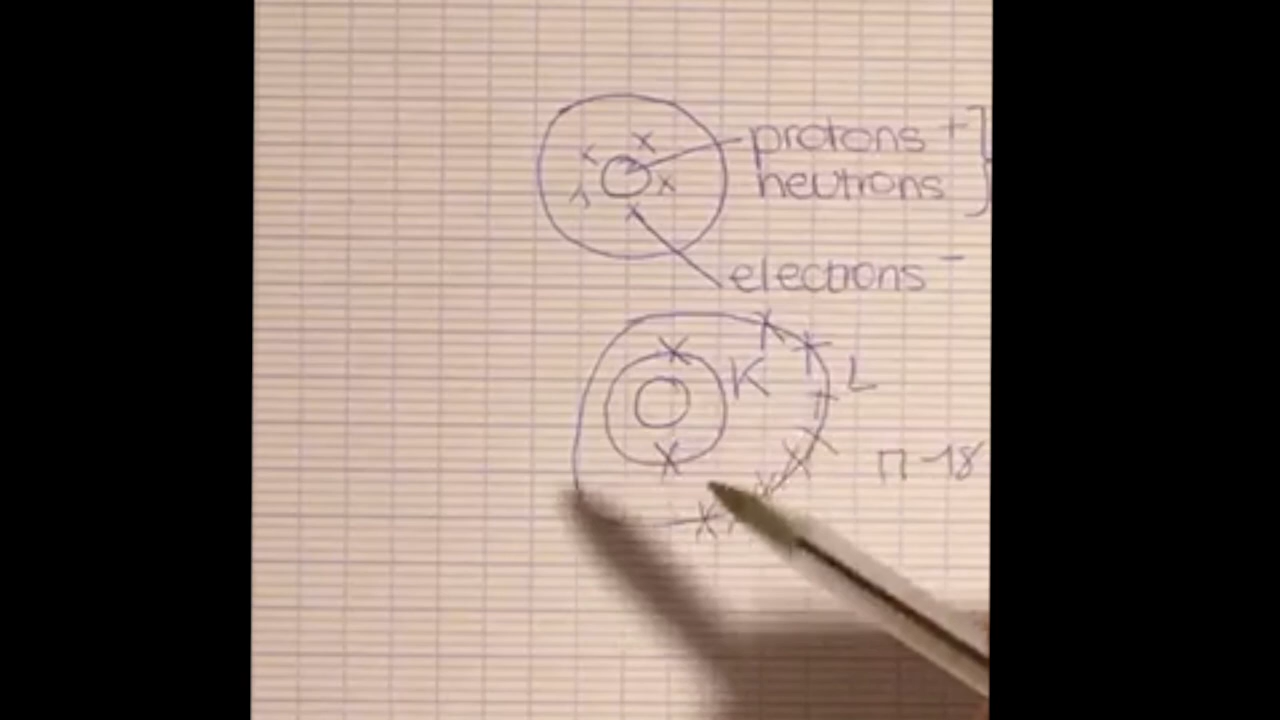 protons +
neutrons
electrons -
K
L
M - 18